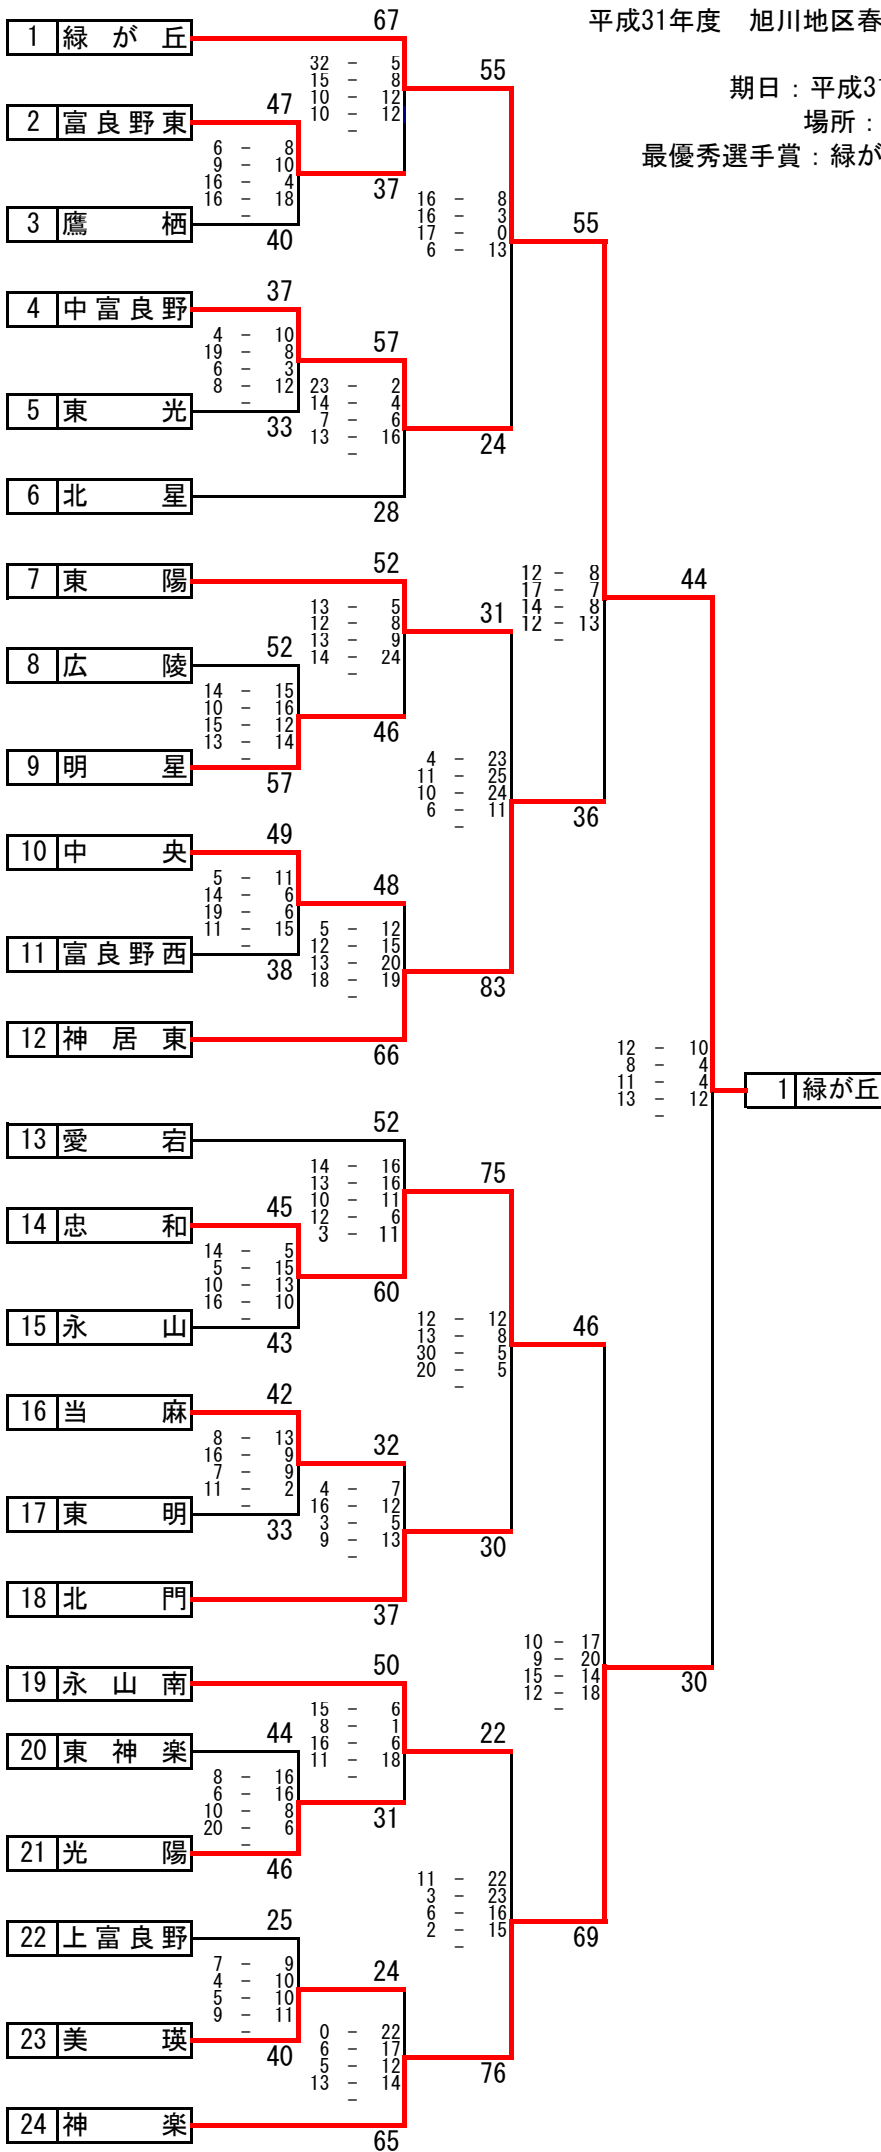 平成31年度　旭川地区春
期日：平成31
場所：
最優秀選手賞：緑が
67
1 緑が丘
32 - 5
15 - 8
10 - 12
10 - 12
-
55
47
2 富良野東
6 - 8
9 - 10
16 - 4
16 - 18
-
37
3 鷹栖
40
16 - 8
16 - 3
17 - 0
6 - 13
55
37
4 中富良野
4 - 10
19 - 8
6 - 3
8 - 12
-
57
5 東光
33
23 - 2
14 - 4
7 - 6
13 - 16
-
24
6 北星
28
52
7 東陽
13 - 5
12 - 8
13 - 9
14 - 24
-
31
12 - 8
17 - 7
14 - 8
12 - 13
-
44
52
8 広陵
14 - 15
10 - 16
15 - 12
13 - 14
-
46
9 明星
57
4 - 23
11 - 25
10 - 24
6 - 11
-
36
49
10 中央
5 - 11
14 - 6
19 - 6
11 - 15
-
48
11 富良野西
38
5 - 12
12 - 15
13 - 20
18 - 19
-
83
12 神居東
66
12 - 10
8 - 4
11 - 4
13 - 12
-
1 緑が丘
52
13 愛宕
14 - 16
13 - 16
10 - 11
12 - 6
3 - 11
75
45
14 忠和
14 - 5
5 - 15
10 - 13
16 - 10
-
60
15 永山
43
12 - 12
13 - 8
30 - 5
20 - 5
-
46
42
16 当麻
8 - 13
16 - 9
7 - 9
11 - 2
-
32
17 東明
33
4 - 7
16 - 12
3 - 5
9 - 13
-
30
18 北門
37
10 - 17
9 - 20
15 - 14
12 - 18
-
30
50
19 永山南
15 - 6
8 - 1
16 - 6
11 - 18
-
22
44
20 東神楽
8 - 16
6 - 16
10 - 8
20 - 6
-
31
21 光陽
46
11 - 22
3 - 23
6 - 16
2 - 15
-
69
25
22 上富良野
7 - 9
4 - 10
5 - 10
9 - 11
-
24
23 美瑛
40
0 - 22
6 - 17
5 - 12
13 - 14
-
76
24 神楽
65